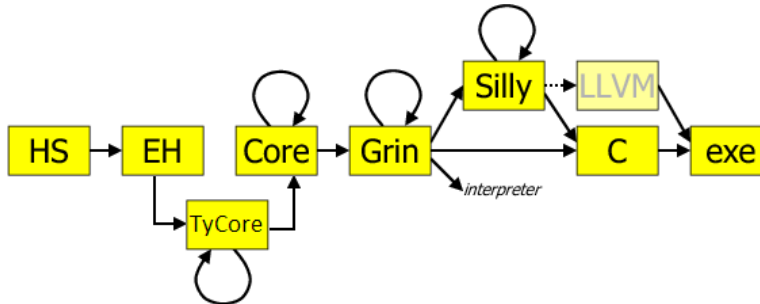 Silly
LLVM
HS
EH
Core
Grin
C
exe
interpreter
TyCore